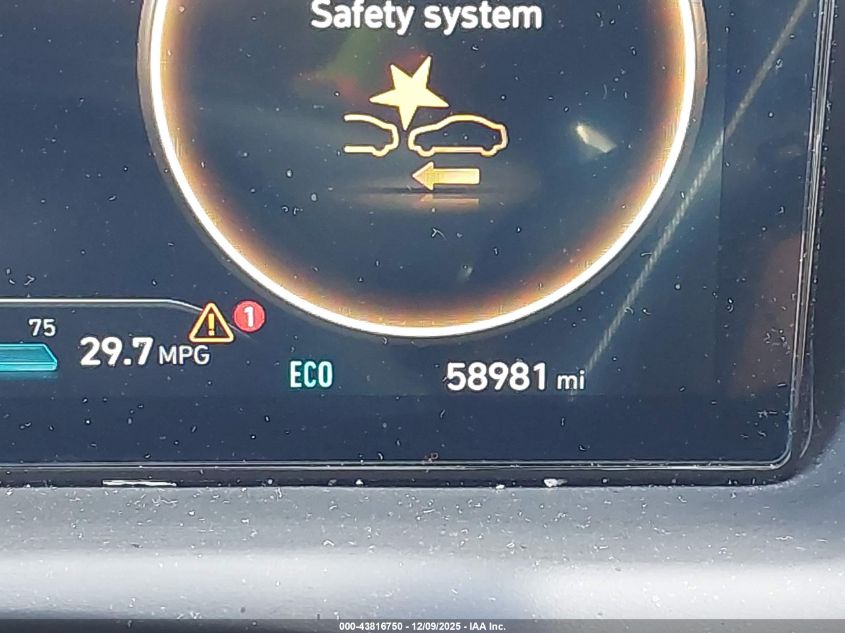 Safety system
75
29.7 MPG
1
ECO
58981 mi
000-43816750 - 12/09/2025 - IAA Inc.